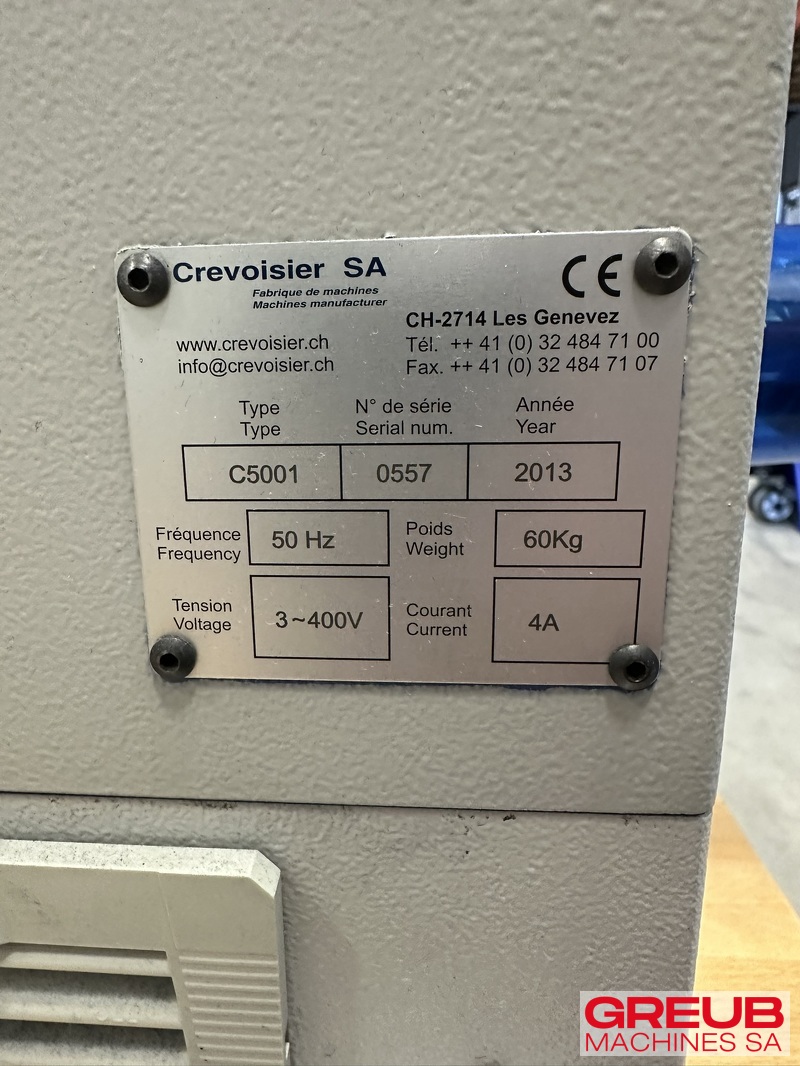 Crevoisier SA
CE
Fabrique de machines
Machines manufacturer
CH-2714 Les Genevez
www.crevoisier.ch
Tél. ++ 41 (0) 32 484 71 00
info@crevoisier.ch
Fax. ++ 41 (0) 32 484 71 07
Type N° de série Année
Type Serial num. Year
C5001 0557 2013
Fréquence
Frequency
50 Hz
Poids
Weight
60Kg
Tension
Voltage
3~400V
Courant
Current
4A
GREUB
MACHINES SA